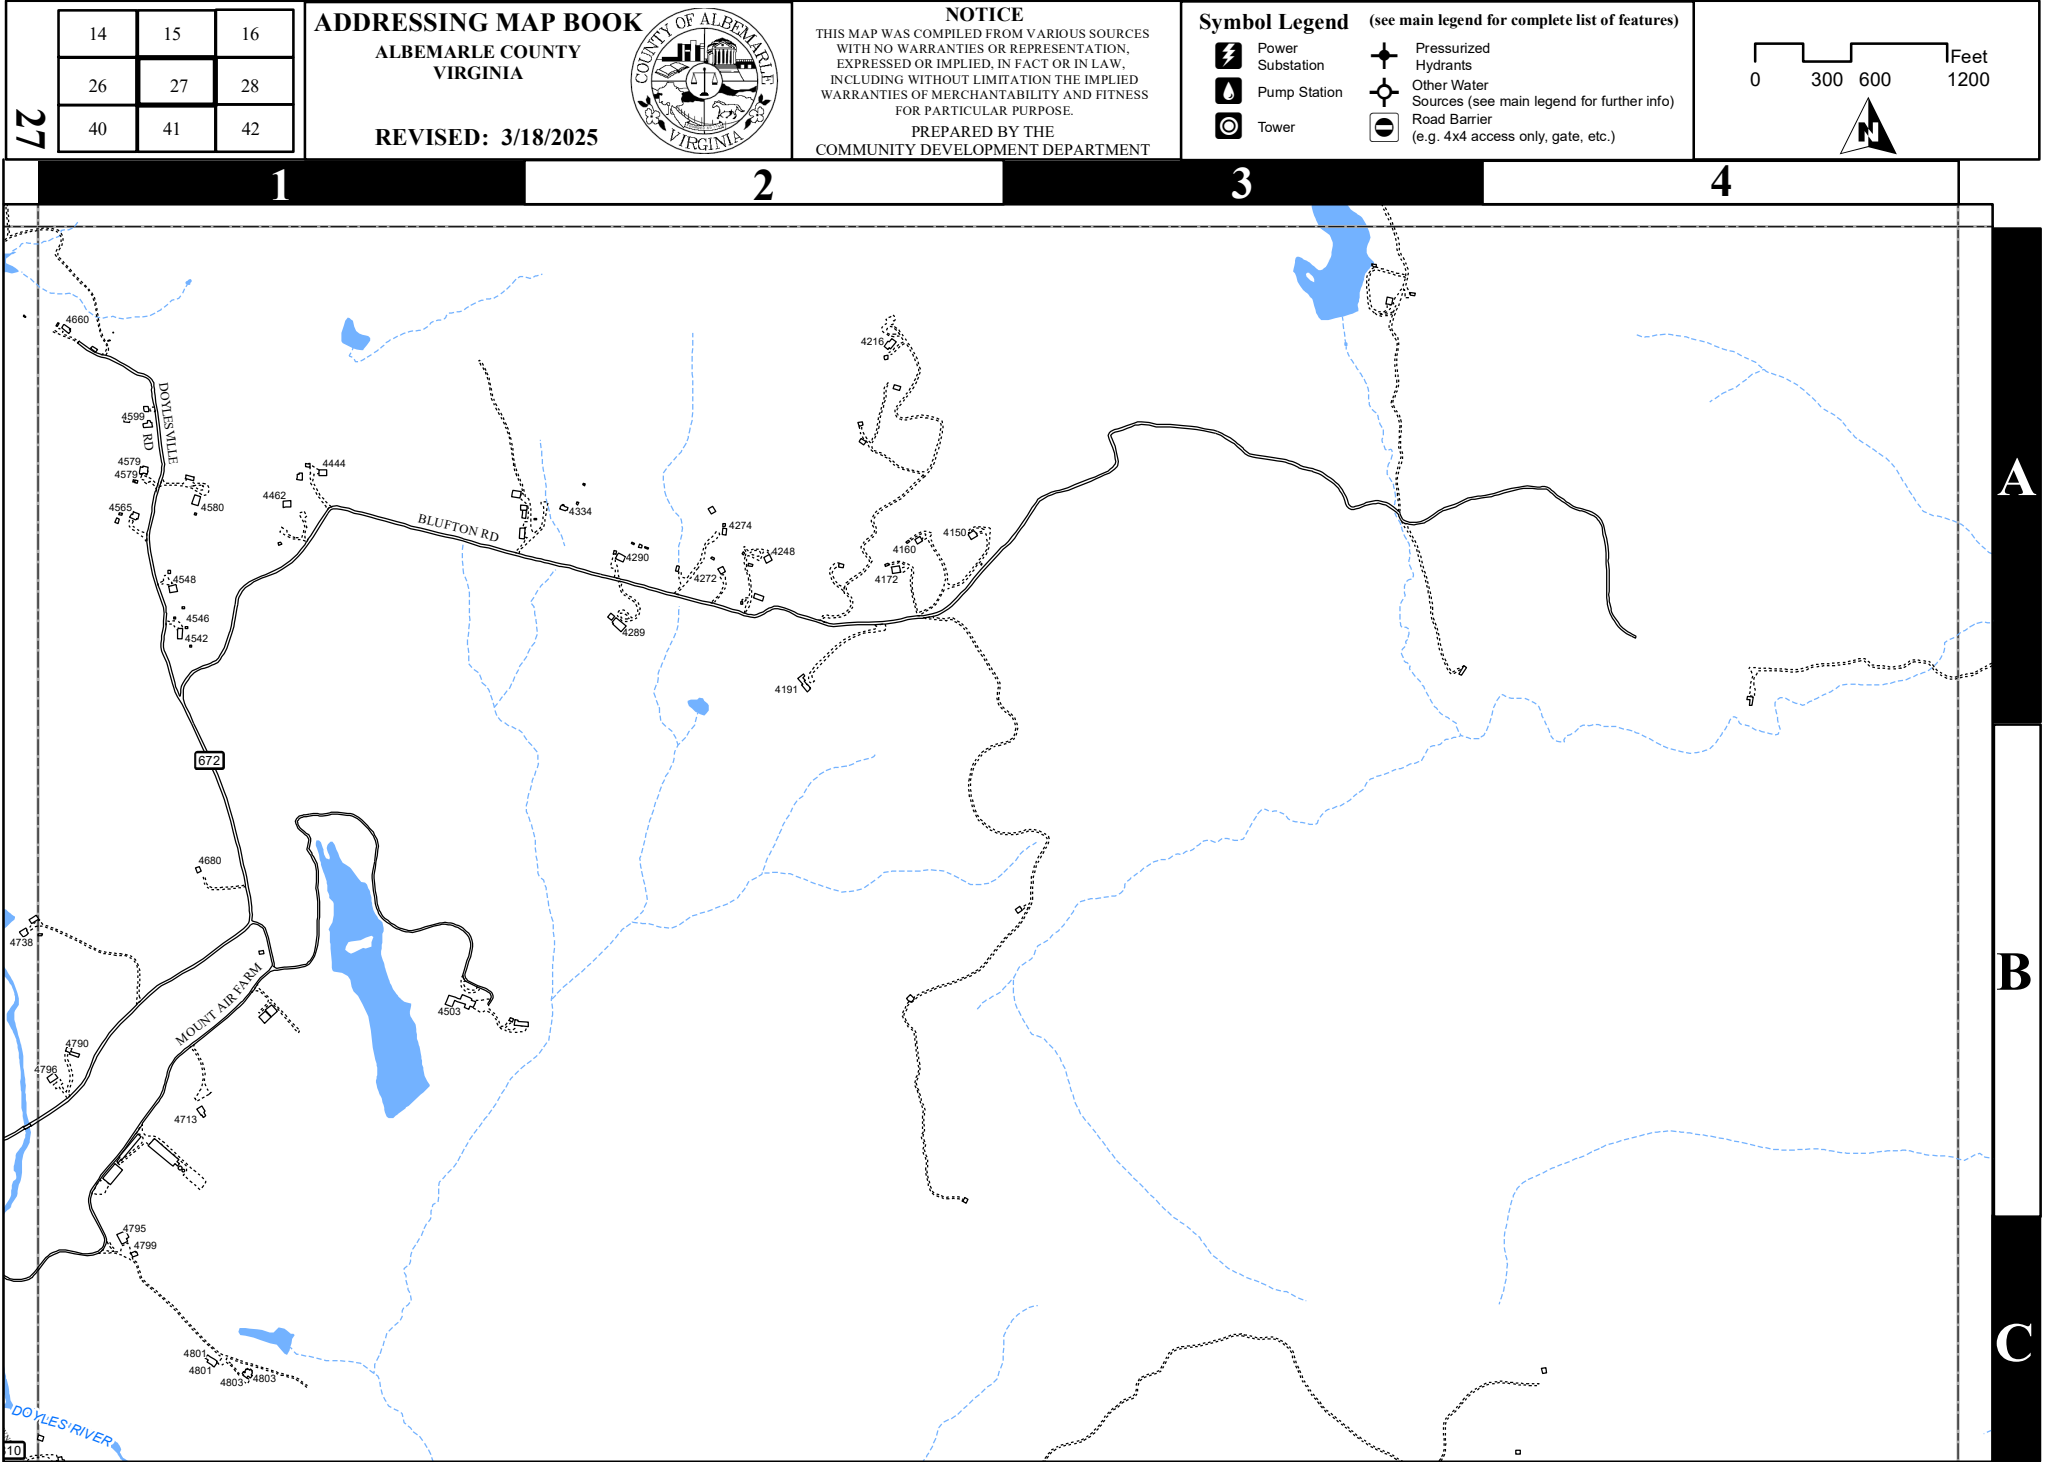 14 15 16
26 27 28
40 41 42
27
ADDRESSING MAP BOOK
ALBEMARLE COUNTY
VIRGINIA
REVISED: 3/18/2025
COUNTY OF ALBEMARLE
VIRGINIA
NOTICE
THIS MAP WAS COMPILED FROM VARIOUS SOURCES
WITH NO WARRANTIES OR REPRESENTATION,
EXPRESSED OR IMPLIED, IN FACT OR IN LAW,
INCLUDING WITHOUT LIMITATION THE IMPLIED
WARRANTIES OF MERCHANTABILITY AND FITNESS
FOR PARTICULAR PURPOSE.
PREPARED BY THE
COMMUNITY DEVELOPMENT DEPARTMENT
Symbol Legend (see main legend for complete list of features)
Power
Substation
Pump Station
Tower
Pressurized
Hydrants
Other Water
Sources (see main legend for further info)
Road Barrier
(e.g. 4x4 access only, gate, etc.)
Feet
0 300 600 1200
N
1 2 3 4
4660
4216
DOYLESVILLE
RD
4599
4579
4579
4444
4462
4580
4565
4334
BLUFTON RD
4274
4150
4160
4290
4248
4272
4172
4548
4546
4542
4289
4191
A
672
4680
4738
MOUNT AIR FARM
4503
B
4790
4796
4713
4795
4799
4801
4801
4803
4803
C
DOYLES RIVER
10